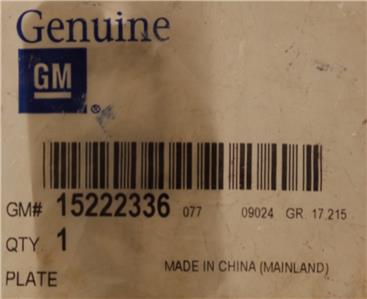 Genuine
GM
®
GM# 15222336 077 09024 GR. 17.215
QTY 1
MADE IN CHINA (MAINLAND)
PLATE